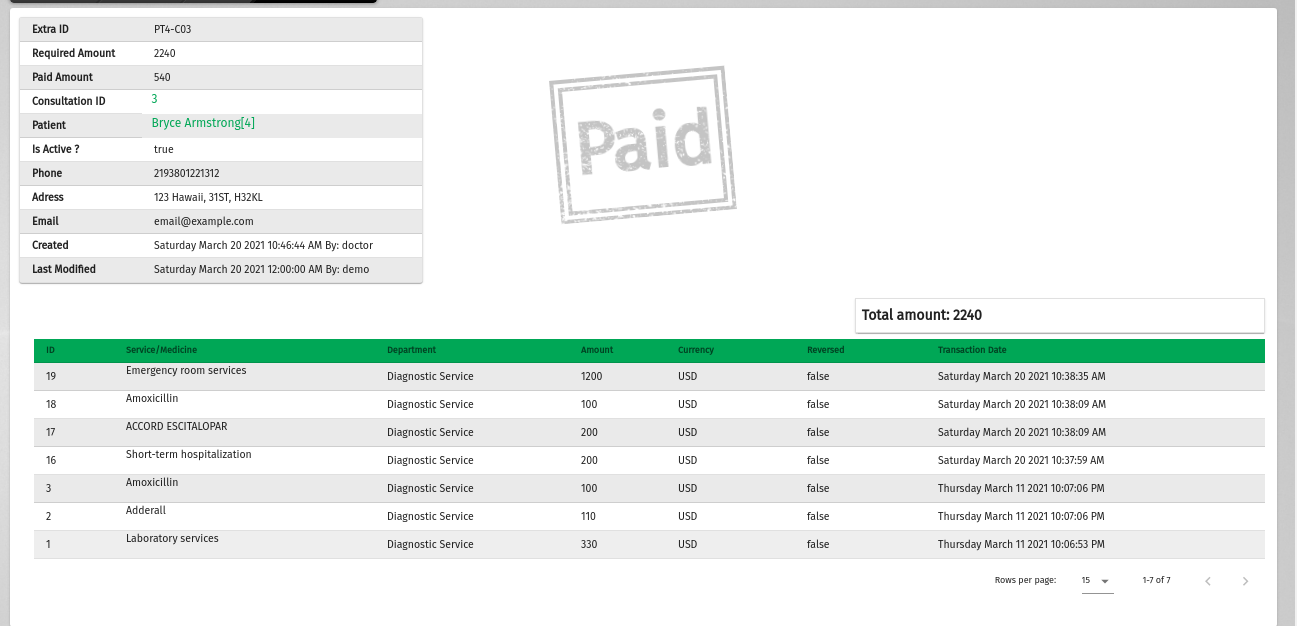 Extra ID PT4-C03
Required Amount 2240
Paid Amount 540
Consultation ID 3
Patient Bryce Armstrong[4]
Is Active ? true
Phone 2193801221312
Adress 123 Hawaii, 31ST, H32KL
Email email@example.com
Created Saturday March 20 2021 10:46:44 AM By: doctor
Last Modified Saturday March 20 2021 12:00:00 AM By: demo
Paid
Total amount: 2240
ID Service/Medicine Department Amount Currency Reversed Transaction Date
19 Emergency room services Diagnostic Service 1200 USD false Saturday March 20 2021 10:38:35 AM
18 Amoxicillin Diagnostic Service 100 USD false Saturday March 20 2021 10:38:09 AM
17 ACCORD ESCITALOPAR Diagnostic Service 200 USD false Saturday March 20 2021 10:38:09 AM
16 Short-term hospitalization Diagnostic Service 200 USD false Saturday March 20 2021 10:37:59 AM
3 Amoxicillin Diagnostic Service 100 USD false Thursday March 11 2021 10:07:06 PM
2 Adderall Diagnostic Service 110 USD false Thursday March 11 2021 10:07:06 PM
1 Laboratory services Diagnostic Service 330 USD false Thursday March 11 2021 10:06:53 PM
Rows per page: 15 1-7 of 7